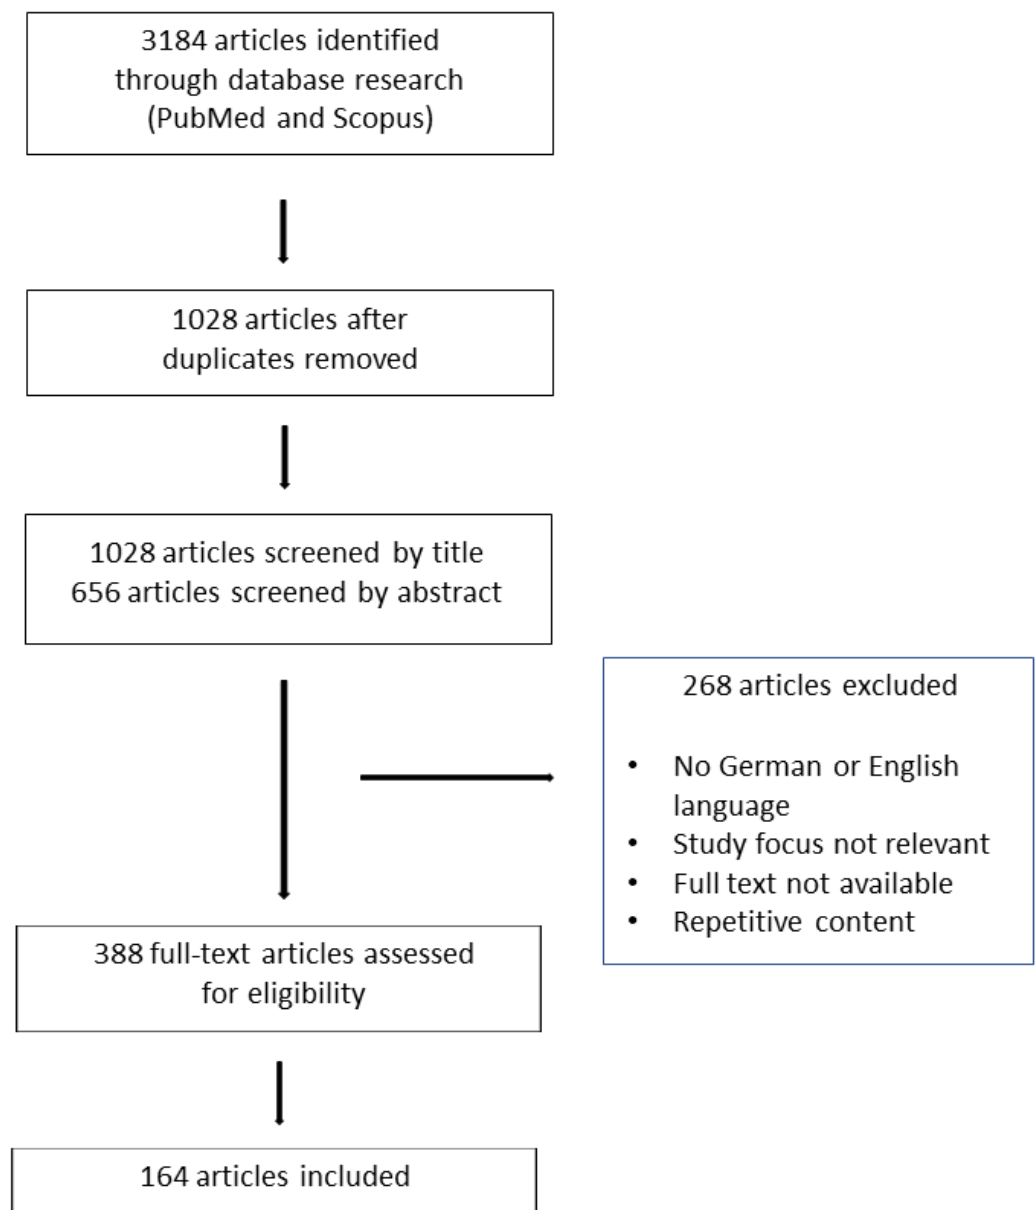 3184 articles identified
through database research
(PubMed and Scopus)
1028 articles after
duplicates removed
1028 articles screened by title
656 articles screened by abstract
268 articles excluded
• No German or English
language
• Study focus not relevant
• Full text not available
• Repetitive content
388 full-text articles assessed
for eligibility
164 articles included